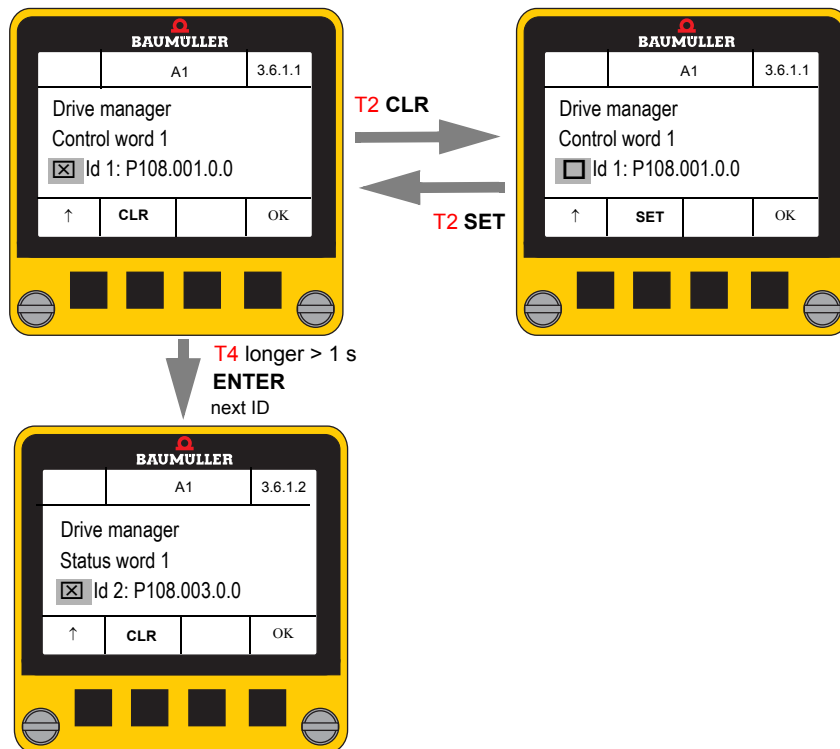 BAUMÜLLER
A1 3.6.1.1
Drive manager
Control word 1
Id 1: P108.001.0.0
↑ CLR OK
T2 CLR
T2 SET
BAUMÜLLER
A1 3.6.1.1
Drive manager
Control word 1
Id 1: P108.001.0.0
↑ SET OK
T4 longer > 1 s
ENTER
next ID
BAUMÜLLER
A1 3.6.1.2
Drive manager
Status word 1
Id 2: P108.003.0.0
↑ CLR OK